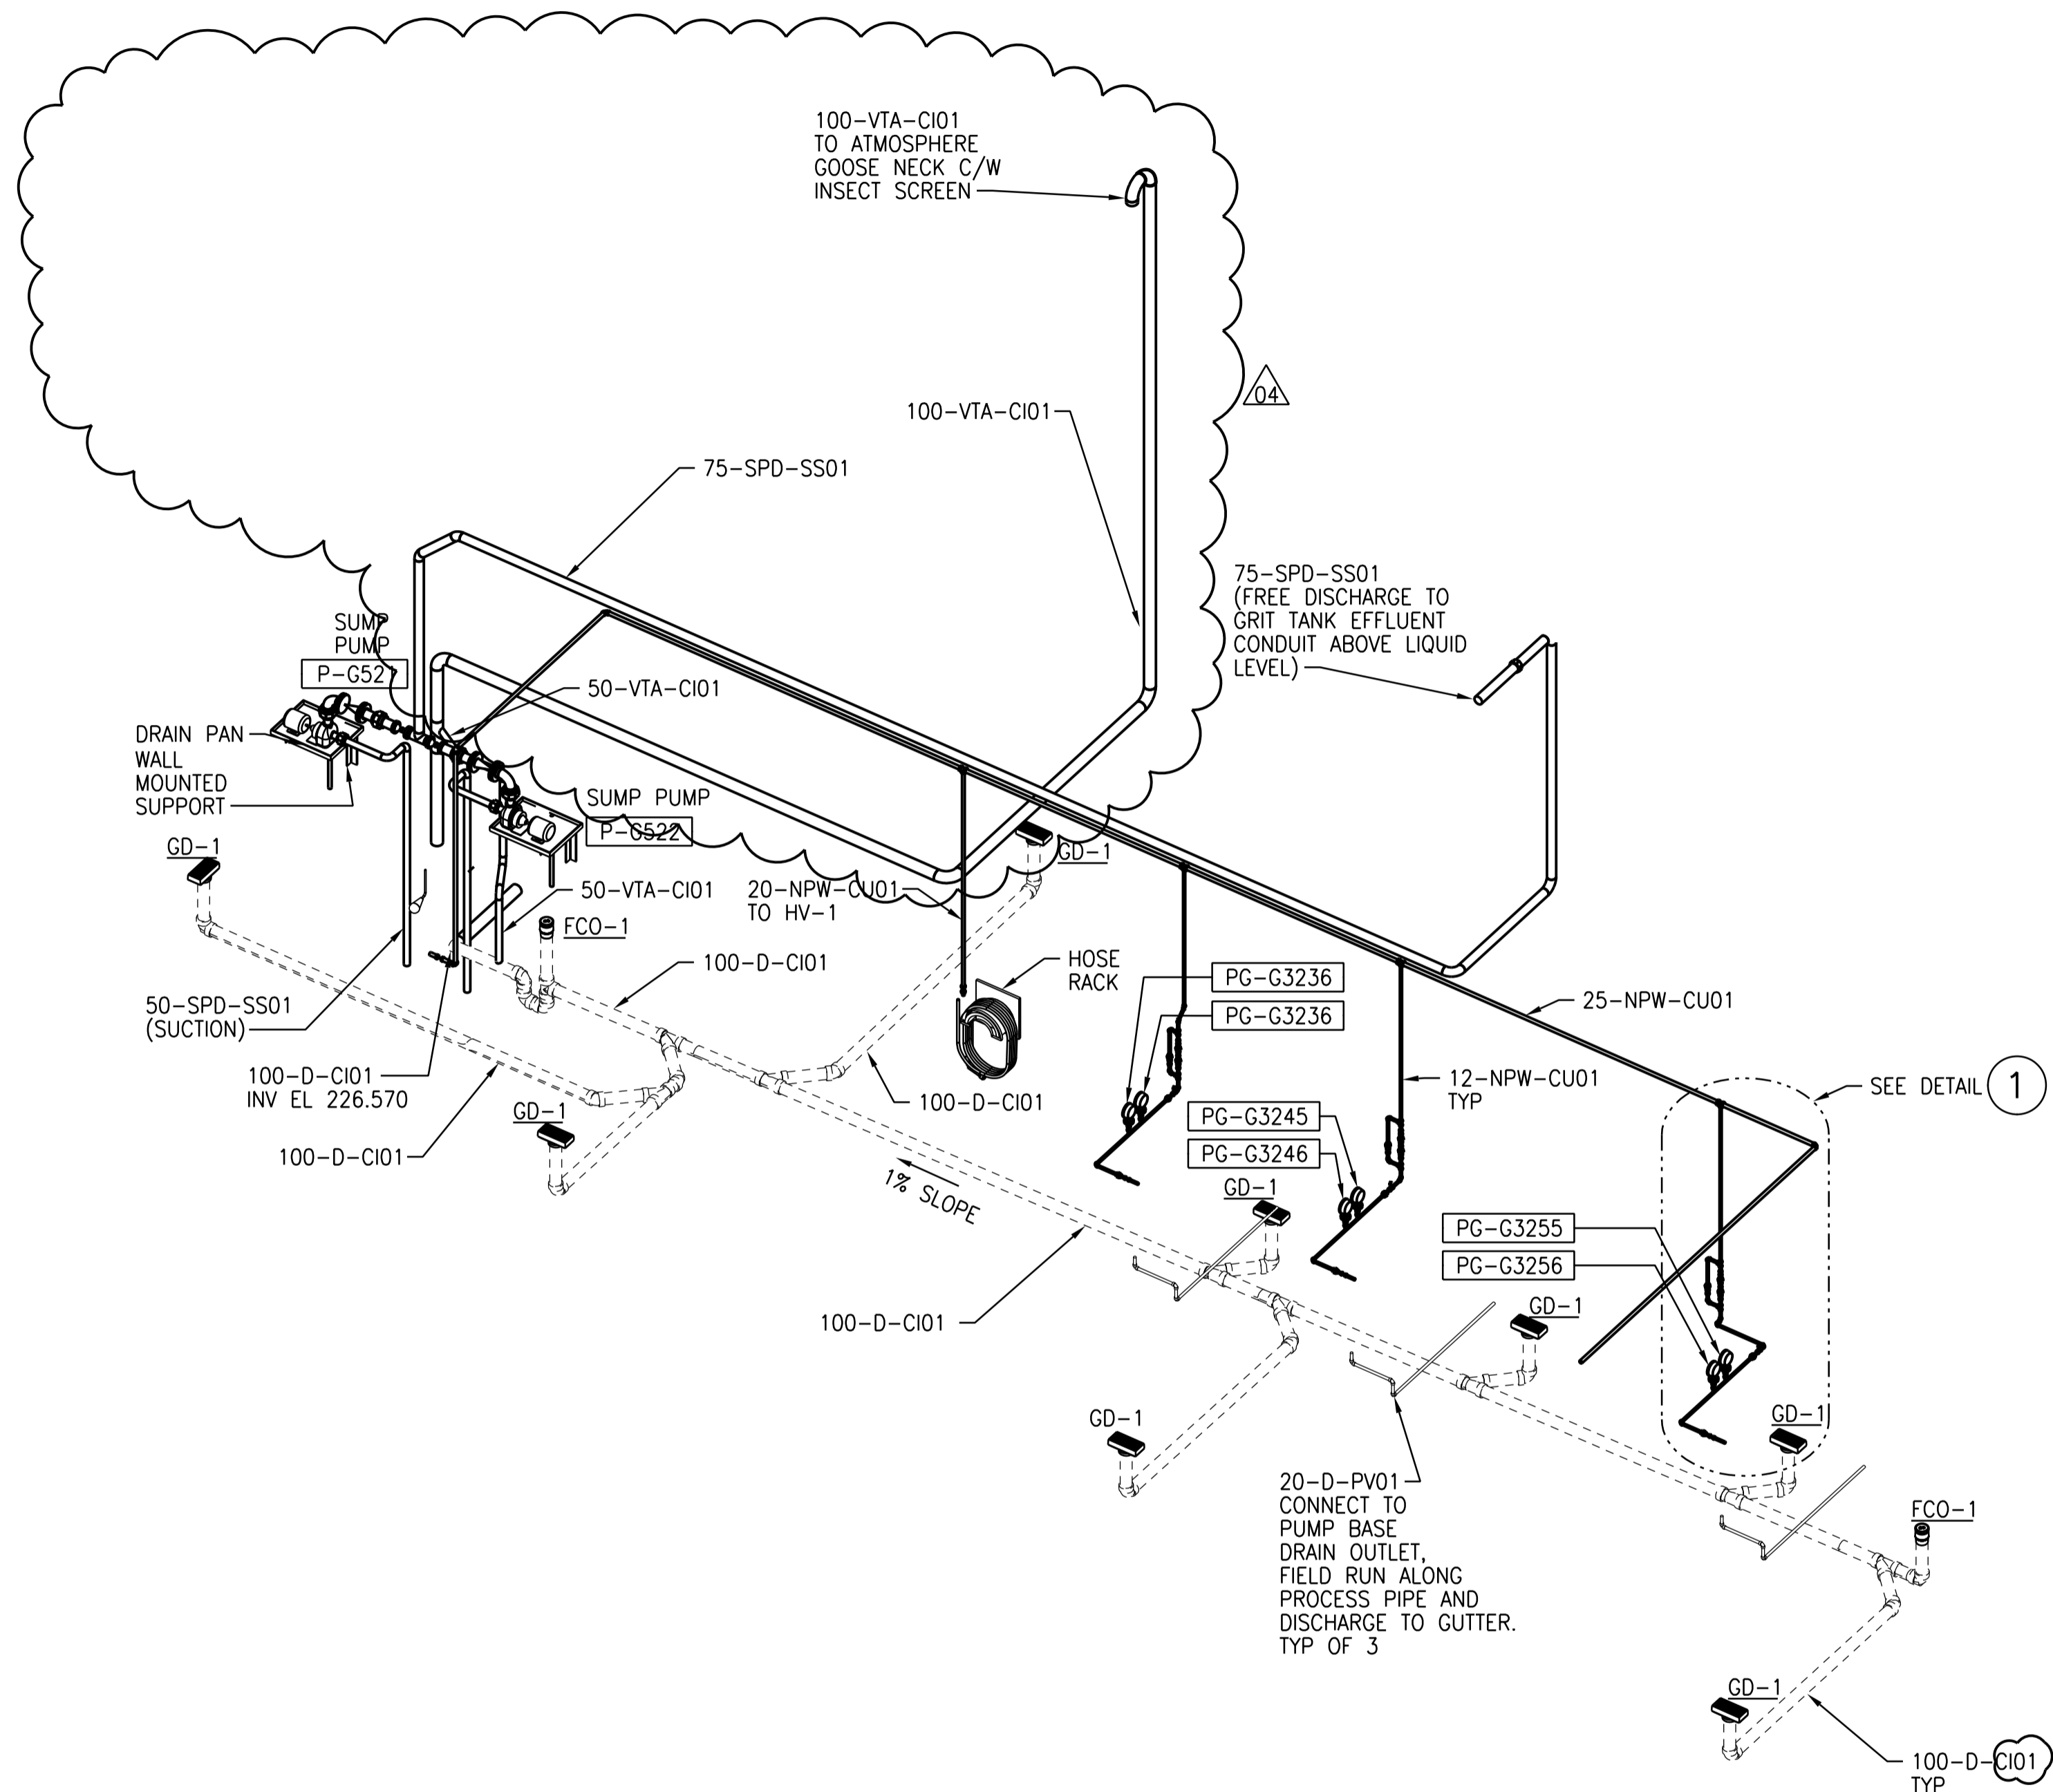 100-VTA-CI01
TO ATMOSPHERE
GOOSE NECK C/W
INSECT SCREEN
04
100-VTA-CI01
75-SPD-SS01
75-SPD-SS01
(FREE DISCHARGE TO
GRIT TANK EFFLUENT
CONDUIT ABOVE LIQUID
LEVEL)
SUMP
PUMP
P-G521
50-VTA-CI01
DRAIN PAN
WALL
MOUNTED
SUPPORT
SUMP PUMP
P-G522
GD-1
GD-1
50-VTA-CI01
20-NPW-CU01
TO HV-1
FCO-1
100-D-CI01
HOSE
RACK
PG-G3236
PG-G3236
25-NPW-CU01
50-SPD-SS01
(SUCTION)
100-D-CI01
INV EL 226.570
100-D-CI01
GD-1
100-D-CI01
12-NPW-CU01
TYP
SEE DETAIL 1
PG-G3245
PG-G3246
1% SLOPE
GD-1
PG-G3255
PG-G3256
100-D-CI01
GD-1
GD-1
GD-1
20-D-PV01
CONNECT TO
PUMP BASE
DRAIN OUTLET,
FIELD RUN ALONG
PROCESS PIPE AND
DISCHARGE TO GUTTER.
TYP OF 3
FCO-1
GD-1
100-D-CI01
TYP